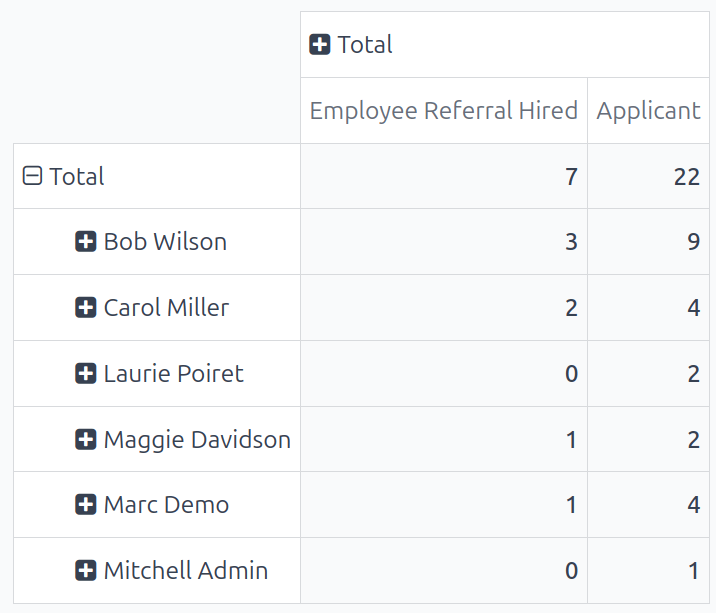 Total
Employee Referral Hired Applicant
Total 7 22
Bob Wilson 3 9
Carol Miller 2 4
Laurie Poiret 0 2
Maggie Davidson 1 2
Marc Demo 1 4
Mitchell Admin 0 1